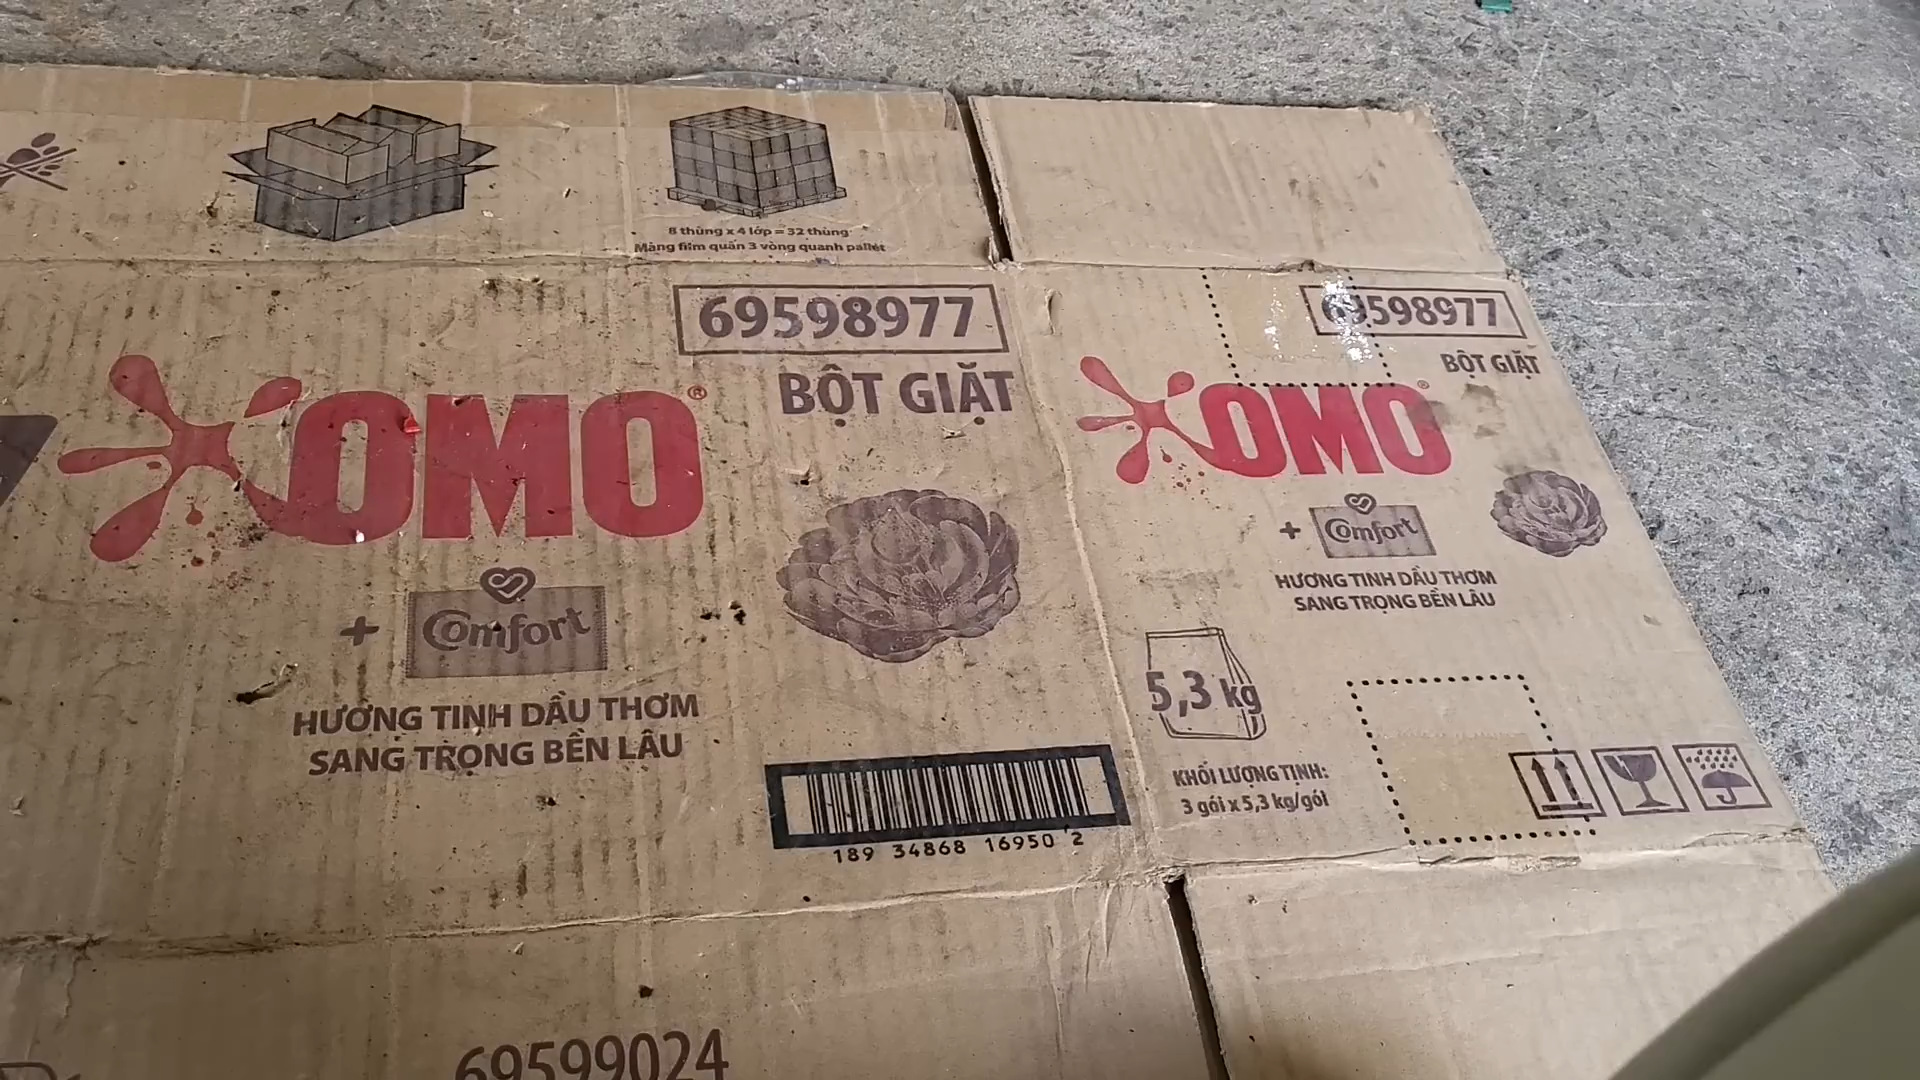 8 thùng x 4 lớp = 32 thùng
Màng film quấn 3 vòng quanh pallet
69598977
BỘT GIẶT
OMO®
+ Comfort
HƯƠNG TINH DẦU THƠM
SANG TRỌNG BỀN LÂU
189 34868 16950 2
69598977
BỘT GIẶT
OMO®
+ Comfort
HƯƠNG TINH DẦU THƠM
SANG TRỌNG BỀN LÂU
5,3 kg
KHỐI LƯỢNG TỊNH:
3 gói x 5,3 kg/gói
69599024